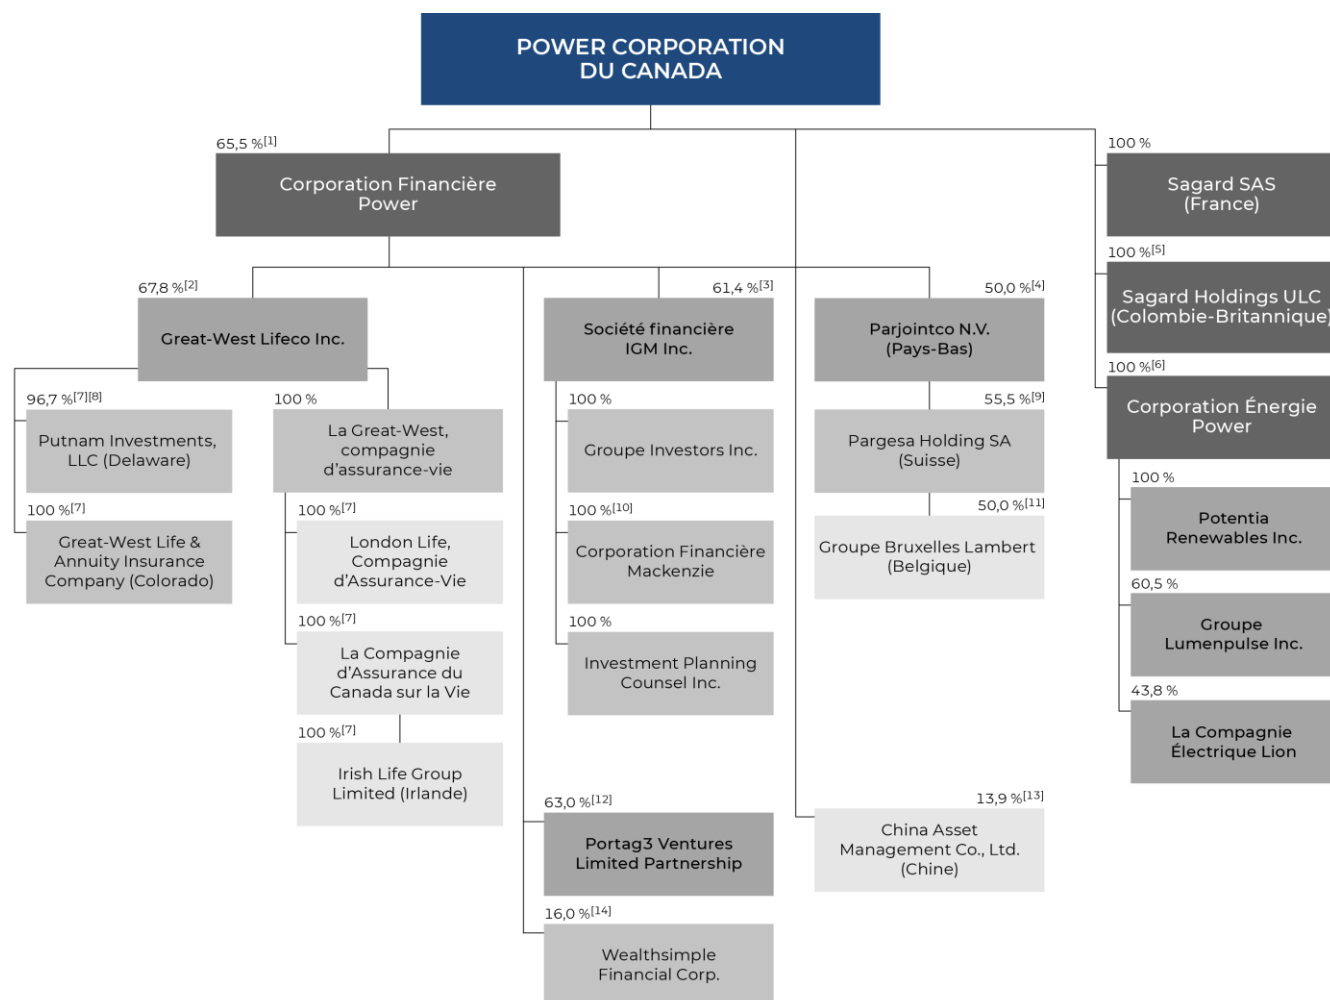 POWER CORPORATION
DU CANADA
65,5 %[1]
Corporation Financière
Power
100 %
Sagard SAS
(France)
100 %[5]
Sagard Holdings ULC
(Colombie-Britannique)
100 %[6]
Corporation Énergie
Power
100 %
Potentia
Renewables Inc.
60,5 %
Groupe
Lumenpulse Inc.
43,8 %
La Compagnie
Électrique Lion
67,8 %[2]
Great-West Lifeco Inc.
96,7 %[7][8]
Putnam Investments,
LLC (Delaware)
100 %[7]
Great-West Life &
Annuity Insurance
Company (Colorado)
100 %
La Great-West,
compagnie
d'assurance-vie
100 %[7]
London Life,
Compagnie
d'Assurance-Vie
100 %[7]
La Compagnie
d'Assurance du
Canada sur la Vie
100 %[7]
Irish Life Group
Limited (Irlande)
61,4 %[3]
Société financière
IGM Inc.
100 %
Groupe Investors Inc.
100 %[10]
Corporation Financière
Mackenzie
100 %
Investment Planning
Counsel Inc.
50,0 %[4]
Parjointco N.V.
(Pays-Bas)
55,5 %[9]
Pargesa Holding SA
(Suisse)
50,0 %[11]
Groupe Bruxelles Lambert
(Belgique)
63,0 %[12]
Portag3 Ventures
Limited Partnership
16,0 %[14]
Wealthsimple
Financial Corp.
13,9 %[13]
China Asset
Management Co., Ltd.
(Chine)